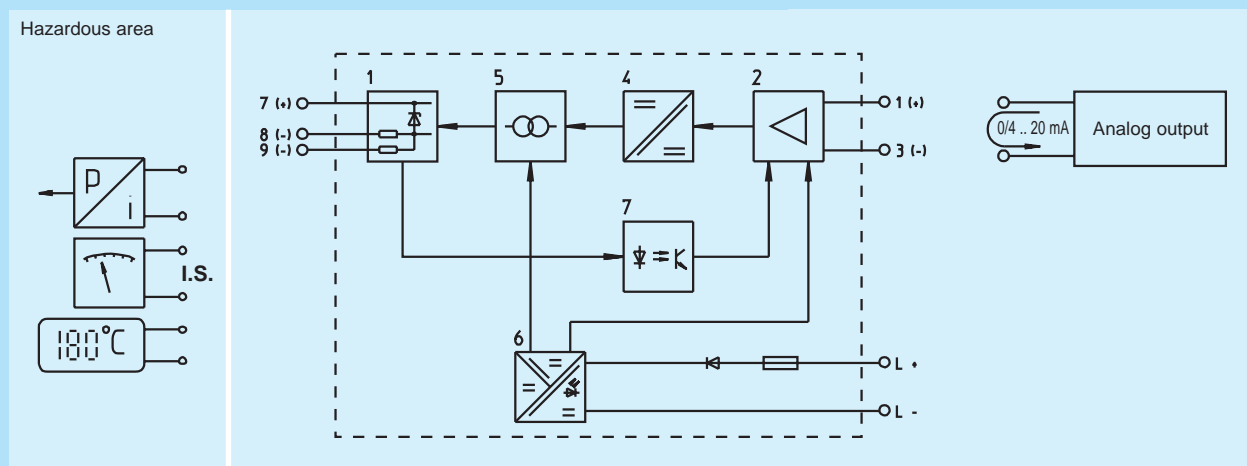 Hazardous area
1
5
4
2
7 (+)
8 (-)
9 (-)
1 (+)
3 (-)
0/4 .. 20 mA
Analog output
P
i
7
I.S.
180°C
6
L +
L -